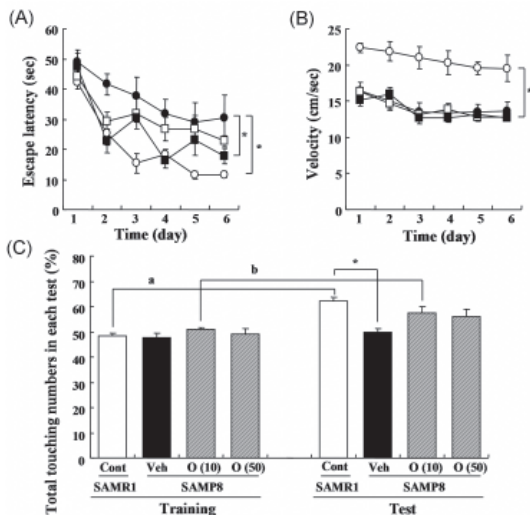 (A)
Escape latency (sec)
60
50
40
30
20
10
0
1 2 3 4 5 6
Time (day)
*
*
(B)
Velocity (cm/sec)
25
20
15
10
5
0
1 2 3 4 5 6
Time (day)
*
(C)
Total touching numbers in each test (%)
90
80
70
60
50
40
30
20
10
0
a
b
*
Cont Veh O (10) O (50) Cont Veh O (10) O (50)
SAMR1 SAMP8 SAMR1 SAMP8
Training Test